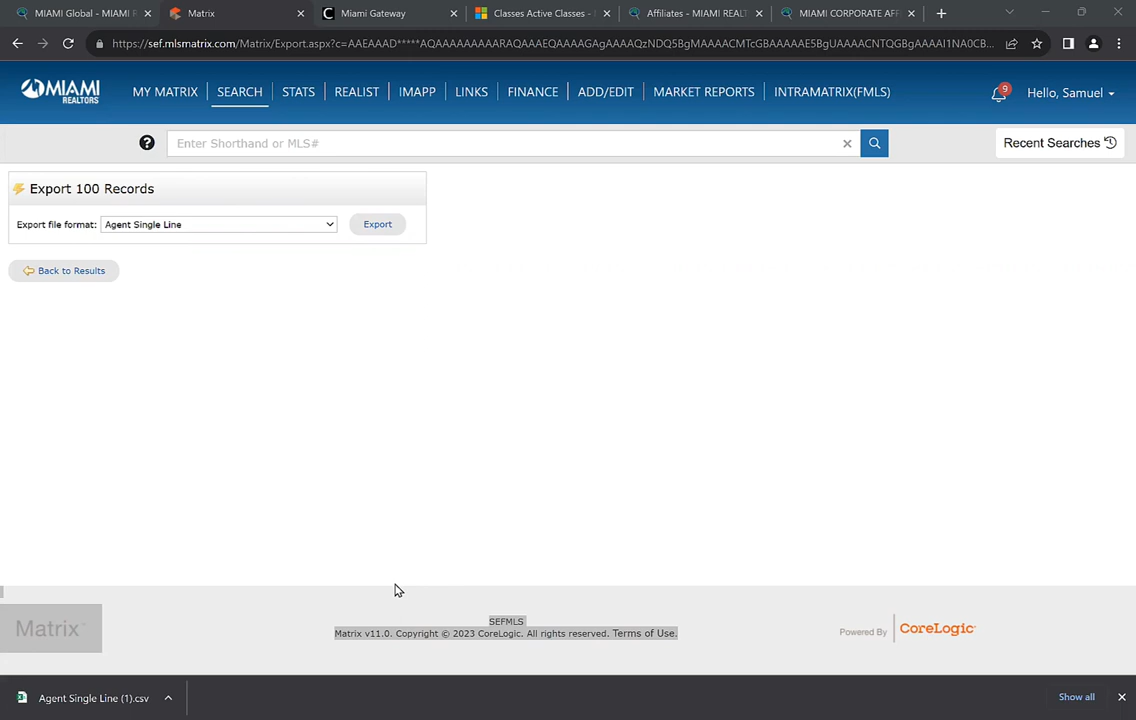 MIAMI Global - MIAMI R
Matrix
Miami Gateway
Classes Active Classes -
Affiliates - MIAMI REALT
MIAMI CORPORATE AFF
https://sef.mlsmatrix.com/Matrix/Export.aspx?c=AAEAAAD*****AQAAAAAAAAARAQAAAEQAAAAGAgAAAAQzNDQ5BgMAAAACMTcGBAAAAAE5BgUAAAACNTQGBgAAAAI1NA0CB...
MIAMI
REALTORS
MY MATRIX
SEARCH
STATS
REALIST
IMAPP
LINKS
FINANCE
ADD/EDIT
MARKET REPORTS
INTRAMATRIX(FMLS)
9
Hello, Samuel
Enter Shorthand or MLS#
Recent Searches
Export 100 Records
Export file format:
Agent Single Line
Export
Back to Results
Matrix™
SEFMLS
Matrix v11.0. Copyright © 2023 CoreLogic. All rights reserved. Terms of Use.
Powered By
CoreLogic
Agent Single Line (1).csv
Show all